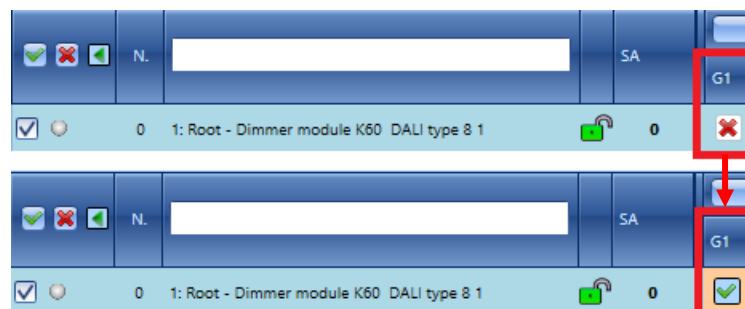 N. SA
G1
0 1: Root - Dimmer module K60 DALI type 8 1 0
N. SA
G1
0 1: Root - Dimmer module K60 DALI type 8 1 0